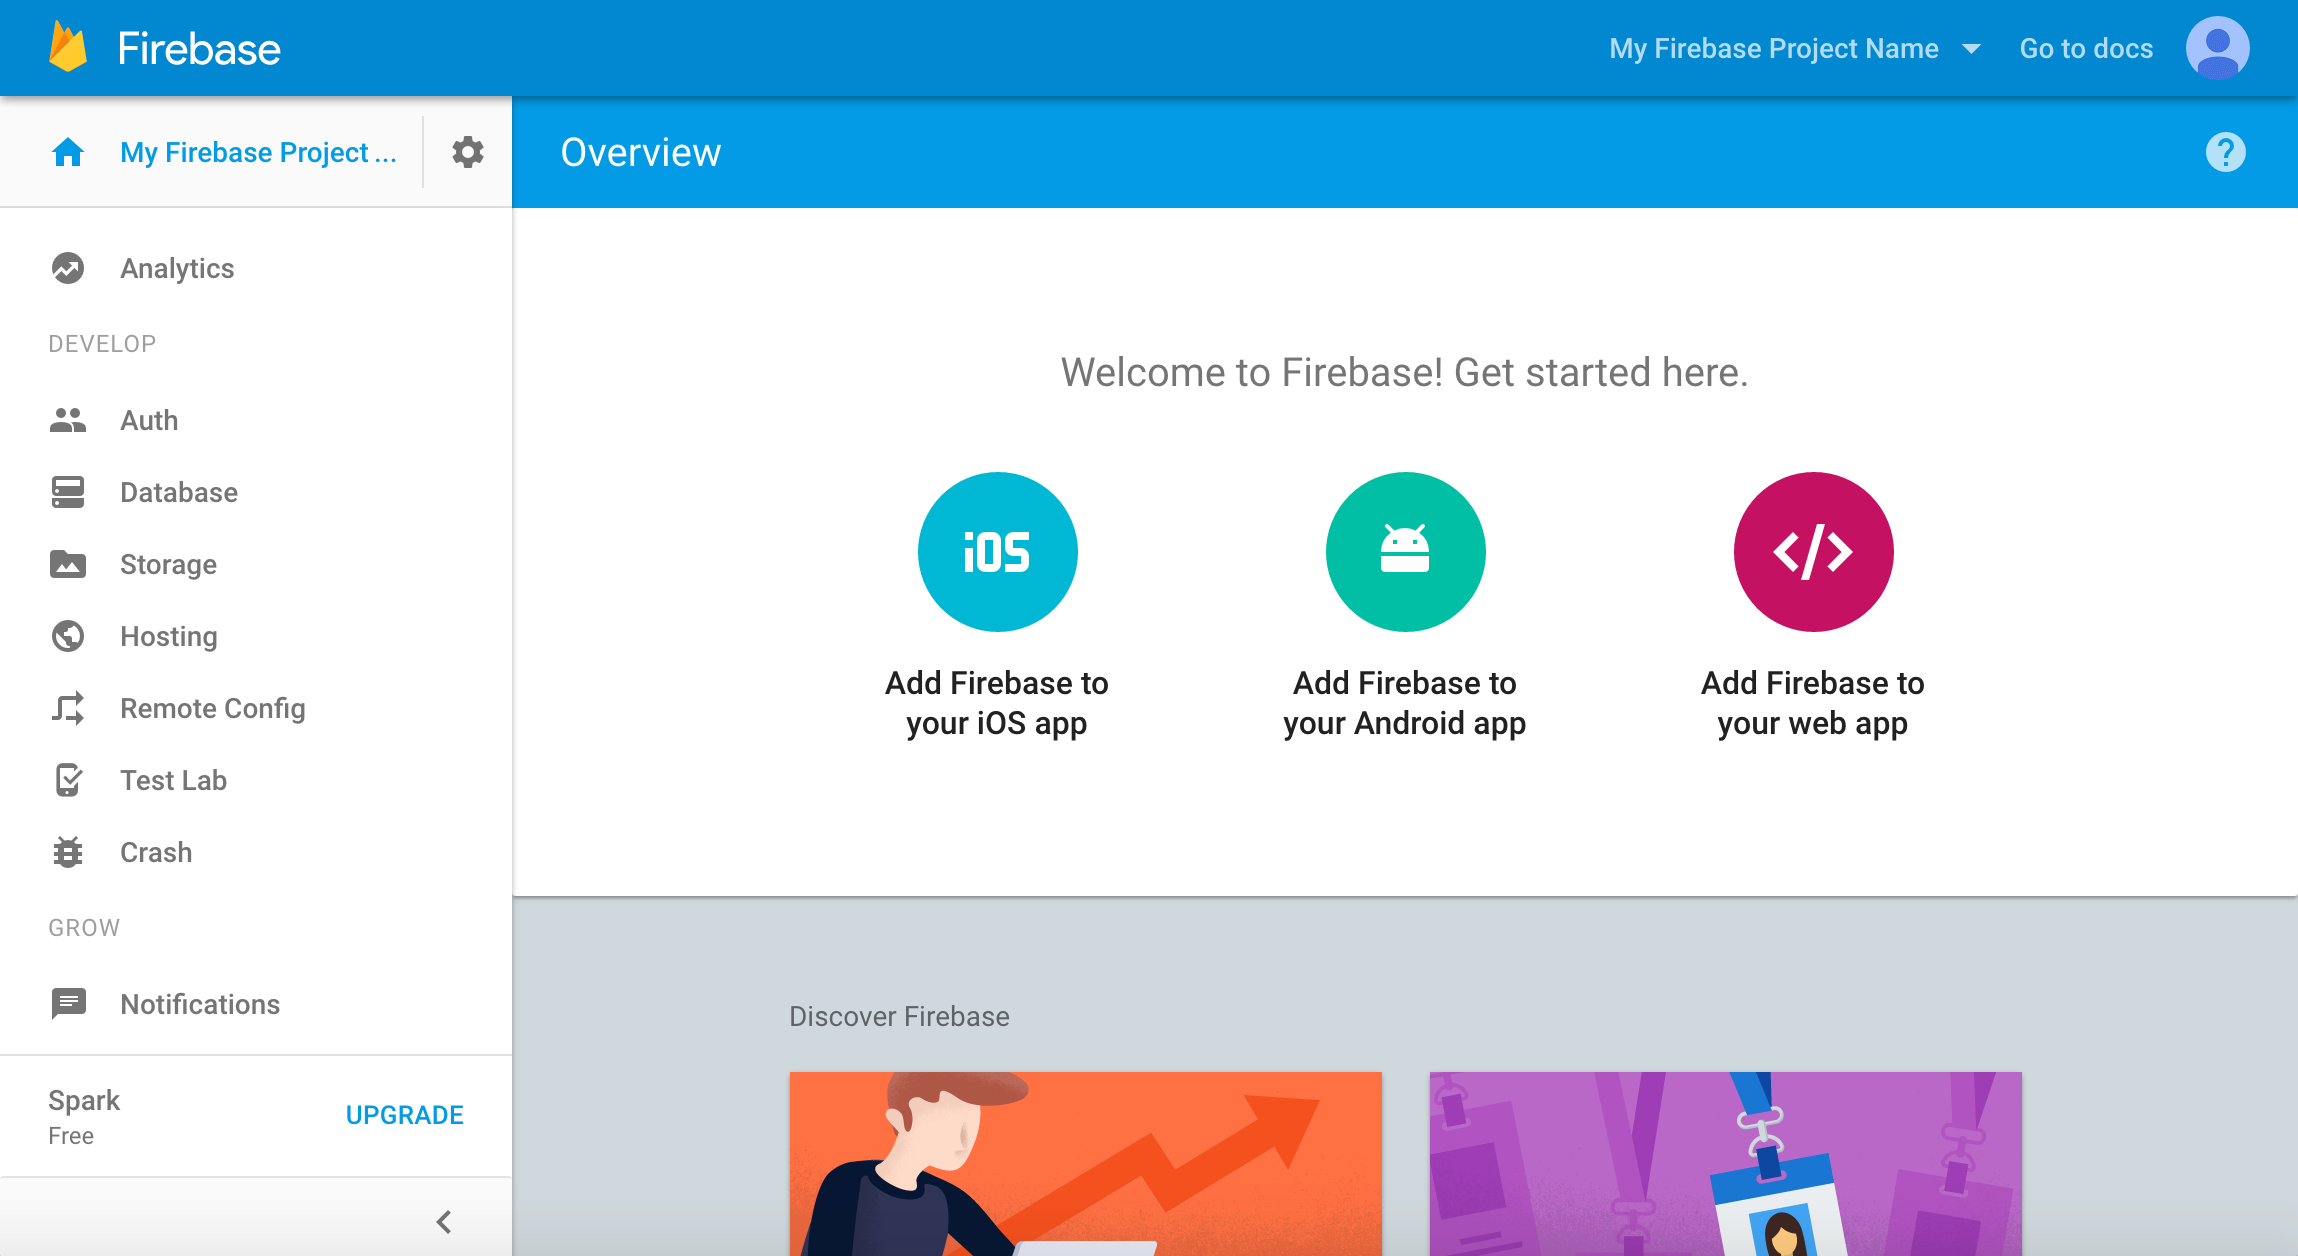 Firebase
My Firebase Project Name
Go to docs
My Firebase Project ...
Overview
?
Analytics
DEVELOP
Auth
Database
Storage
Hosting
Remote Config
Test Lab
Crash
GROW
Notifications
Spark
Free
UPGRADE
Welcome to Firebase! Get started here.
iOS
</>
Add Firebase to
your iOS app
Add Firebase to
your Android app
Add Firebase to
your web app
Discover Firebase